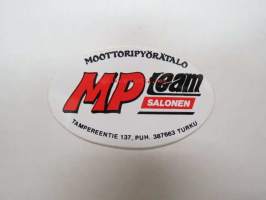 MOOTTORIPYÖRÄTALO
MP team
SALONEN
TAMPEREENTIE 137, PUH. 387663 TURKU